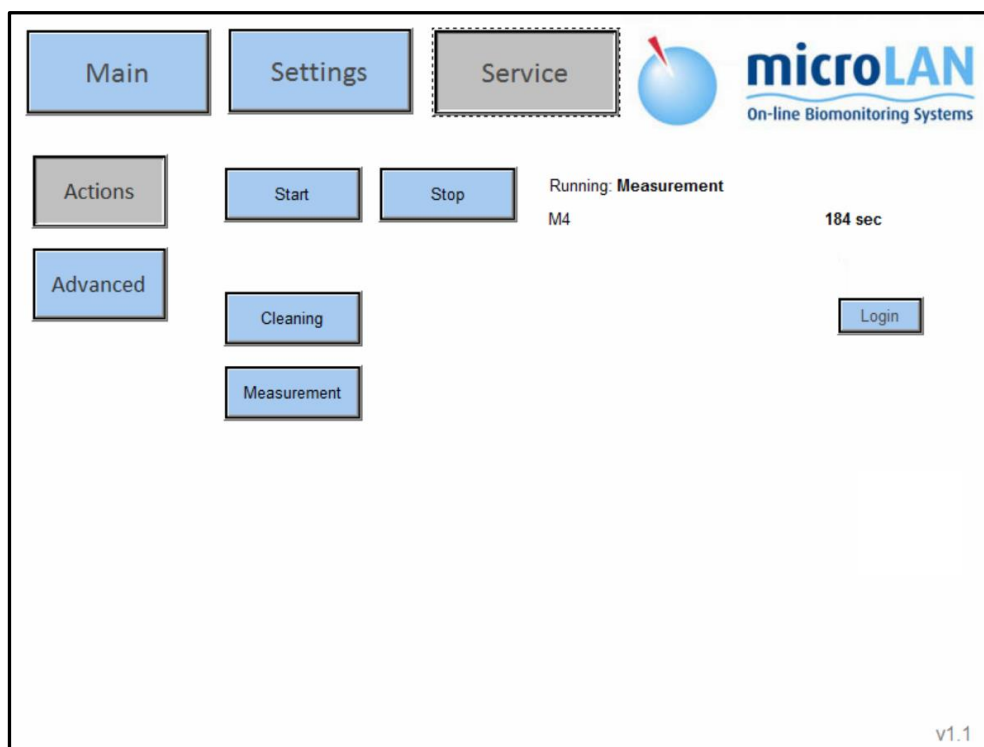 Main
Settings
Service
microLAN
On-line Biomonitoring Systems
Actions
Start
Stop
Running: Measurement
M4
184 sec
Advanced
Cleaning
Login
Measurement
v1.1